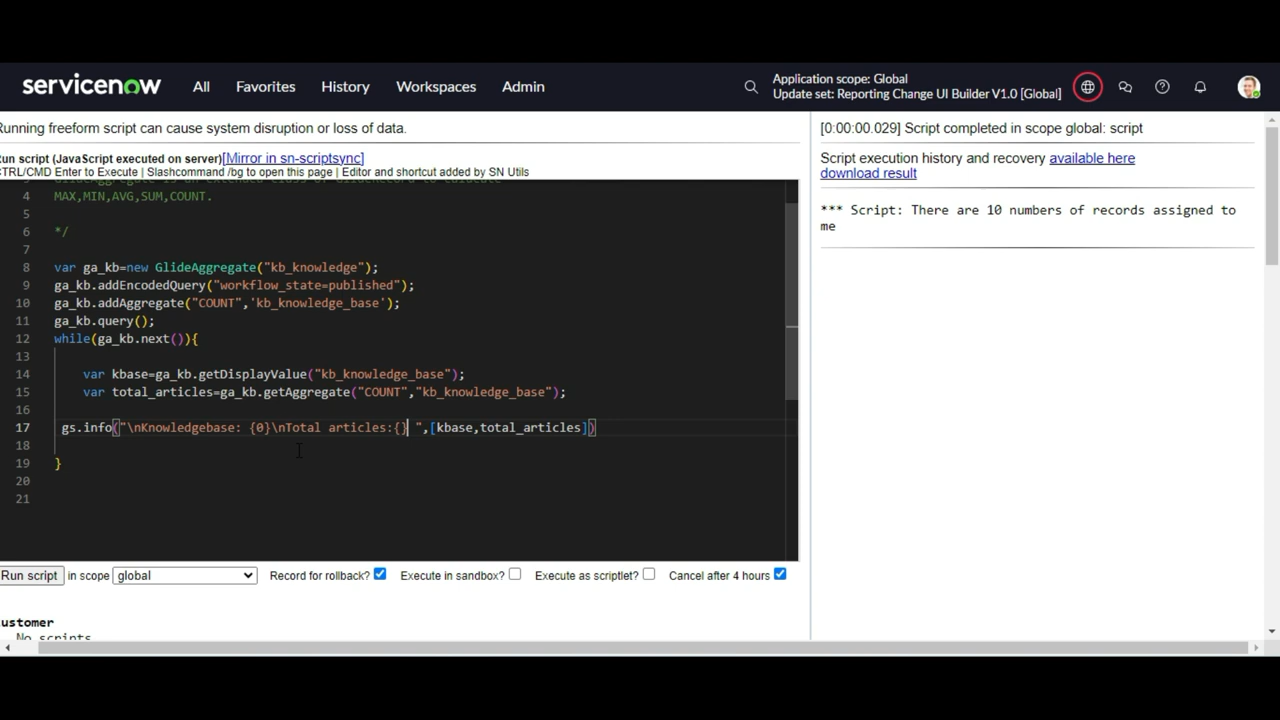 servicenow All Favorites History Workspaces Admin
Application scope: Global
Update set: Reporting Change UI Builder V1.0 [Global]
Running freeform script can cause system disruption or loss of data.
Run script (JavaScript executed on server)[Mirror in sn-scriptsync]
CTRL/CMD Enter to Execute | Slashcommand /bg to open this page | Editor and shortcut added by SN Utils
4 MAX,MIN,AVG,SUM,COUNT.
5
6 */
7
8 var ga_kb=new GlideAggregate("kb_knowledge");
9 ga_kb.addEncodedQuery("workflow_state=published");
10 ga_kb.addAggregate("COUNT",'kb_knowledge_base');
11 ga_kb.query();
12 while(ga_kb.next()){
13
14 var kbase=ga_kb.getDisplayValue("kb_knowledge_base");
15 var total_articles=ga_kb.getAggregate("COUNT","kb_knowledge_base");
16
17 gs.info("\nKnowledgebase: {0}\nTotal articles:{} ",[kbase,total_articles])
18
19 }
20
21
Run script in scope global Record for rollback? Execute in sandbox? Execute as scriptlet? Cancel after 4 hours
ustomer
No scripts
[0:00:00.029] Script completed in scope global: script
Script execution history and recovery available here
download result
*** Script: There are 10 numbers of records assigned to
me